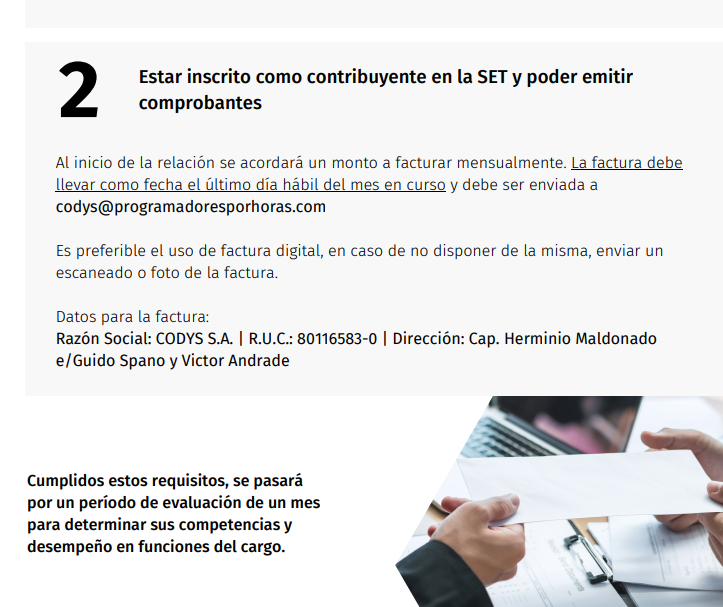 2
Estar inscrito como contribuyente en la SET y poder emitir
comprobantes
Al inicio de la relación se acordará un monto a facturar mensualmente. La factura debe
llevar como fecha el último día hábil del mes en curso y debe ser enviada a
codys@programadoresporhoras.com
Es preferible el uso de factura digital, en caso de no disponer de la misma, enviar un
escaneado o foto de la factura.
Datos para la factura:
Razón Social: CODYS S.A. | R.U.C.: 80116583-0 | Dirección: Cap. Herminio Maldonado
e/Guido Spano y Victor Andrade
Cumplidos estos requisitos, se pasará
por un período de evaluación de un mes
para determinar sus competencias y
desempeño en funciones del cargo.